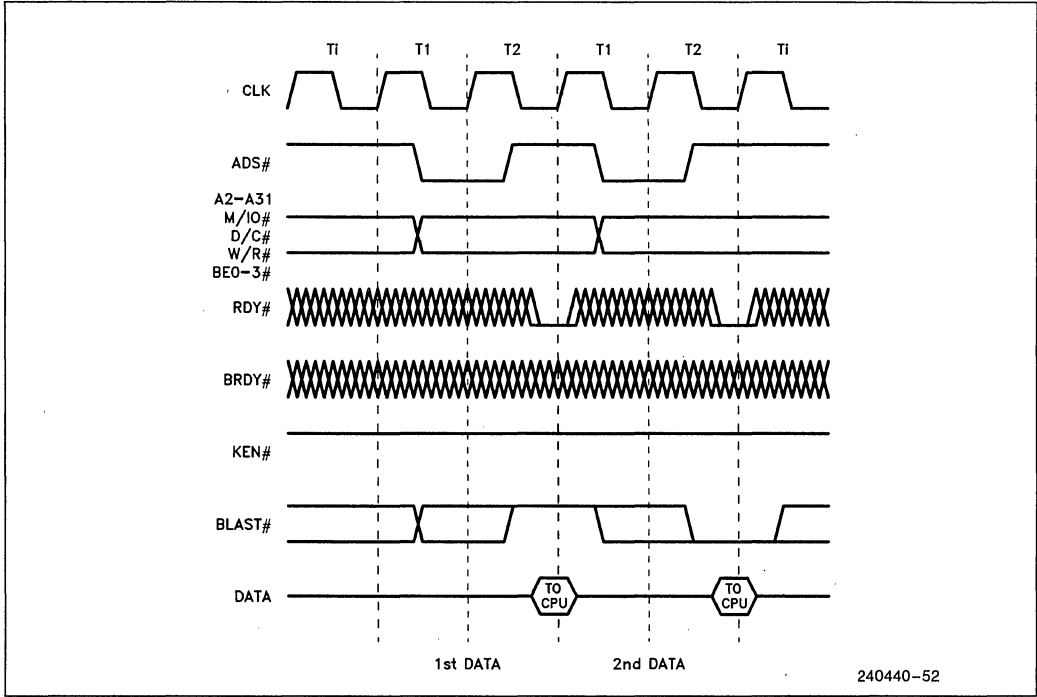 Ti T1 T2 T1 T2 Ti
CLK
ADS#
A2-A31
M/IO#
D/C#
W/R#
BE0-3#
RDY#
BRDY#
KEN#
BLAST#
DATA
TO
CPU
TO
CPU
1st DATA 2nd DATA
240440-52